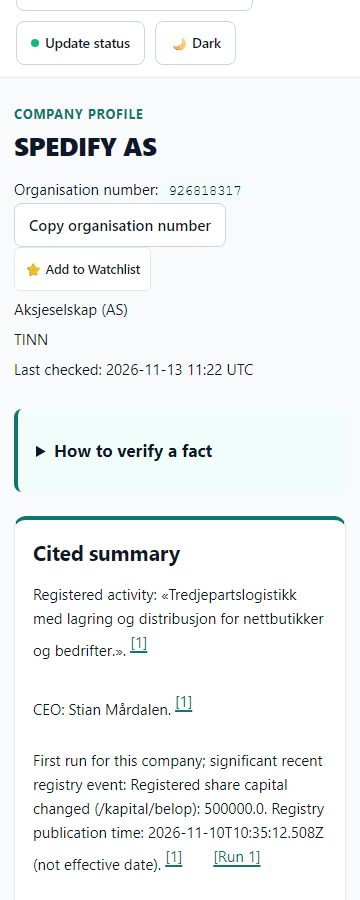 Update status
Dark
COMPANY PROFILE
SPEDIFY AS
Organisation number: 926818317
Copy organisation number
Add to Watchlist
Aksjeselskap (AS)
TINN
Last checked: 2026-11-13 11:22 UTC
How to verify a fact
Cited summary
Registered activity: «Tredjepartslogistikk
med lagring og distribusjon for nettbutikker
og bedrifter.». [1]
CEO: Stian Mårdalen. [1]
First run for this company; significant recent
registry event: Registered share capital
changed (/kapital/belop): 500000.0. Registry
publication time: 2026-11-10T10:35:12.508Z
(not effective date). [1] [Run 1]